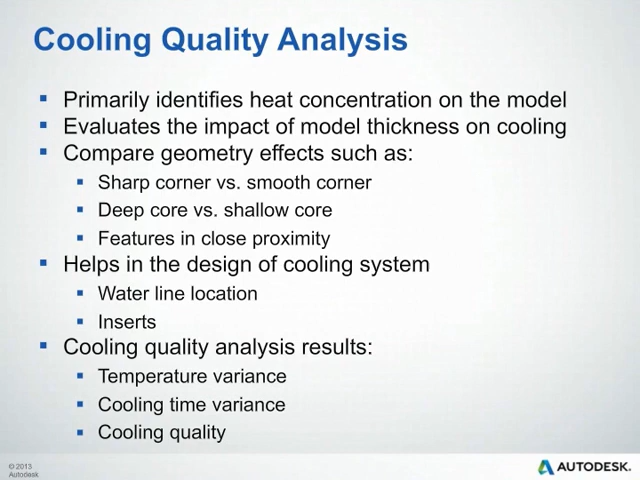 Cooling Quality Analysis
▪ Primarily identifies heat concentration on the model
▪ Evaluates the impact of model thickness on cooling
▪ Compare geometry effects such as:
▪ Sharp corner vs. smooth corner
▪ Deep core vs. shallow core
▪ Features in close proximity
▪ Helps in the design of cooling system
▪ Water line location
▪ Inserts
▪ Cooling quality analysis results:
▪ Temperature variance
▪ Cooling time variance
▪ Cooling quality
© 2013
Autodesk
AUTODESK.